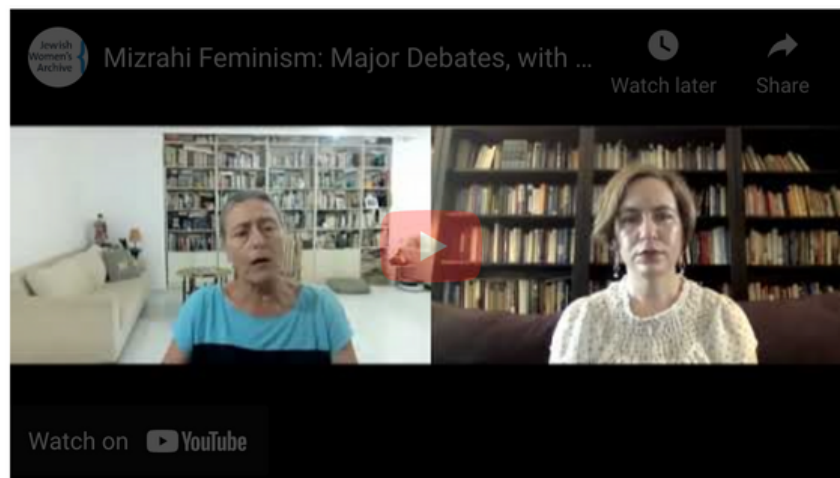 Jewish
Women's
Archive
Mizrahi Feminism: Major Debates, with ...
Watch later
Share
Watch on YouTube